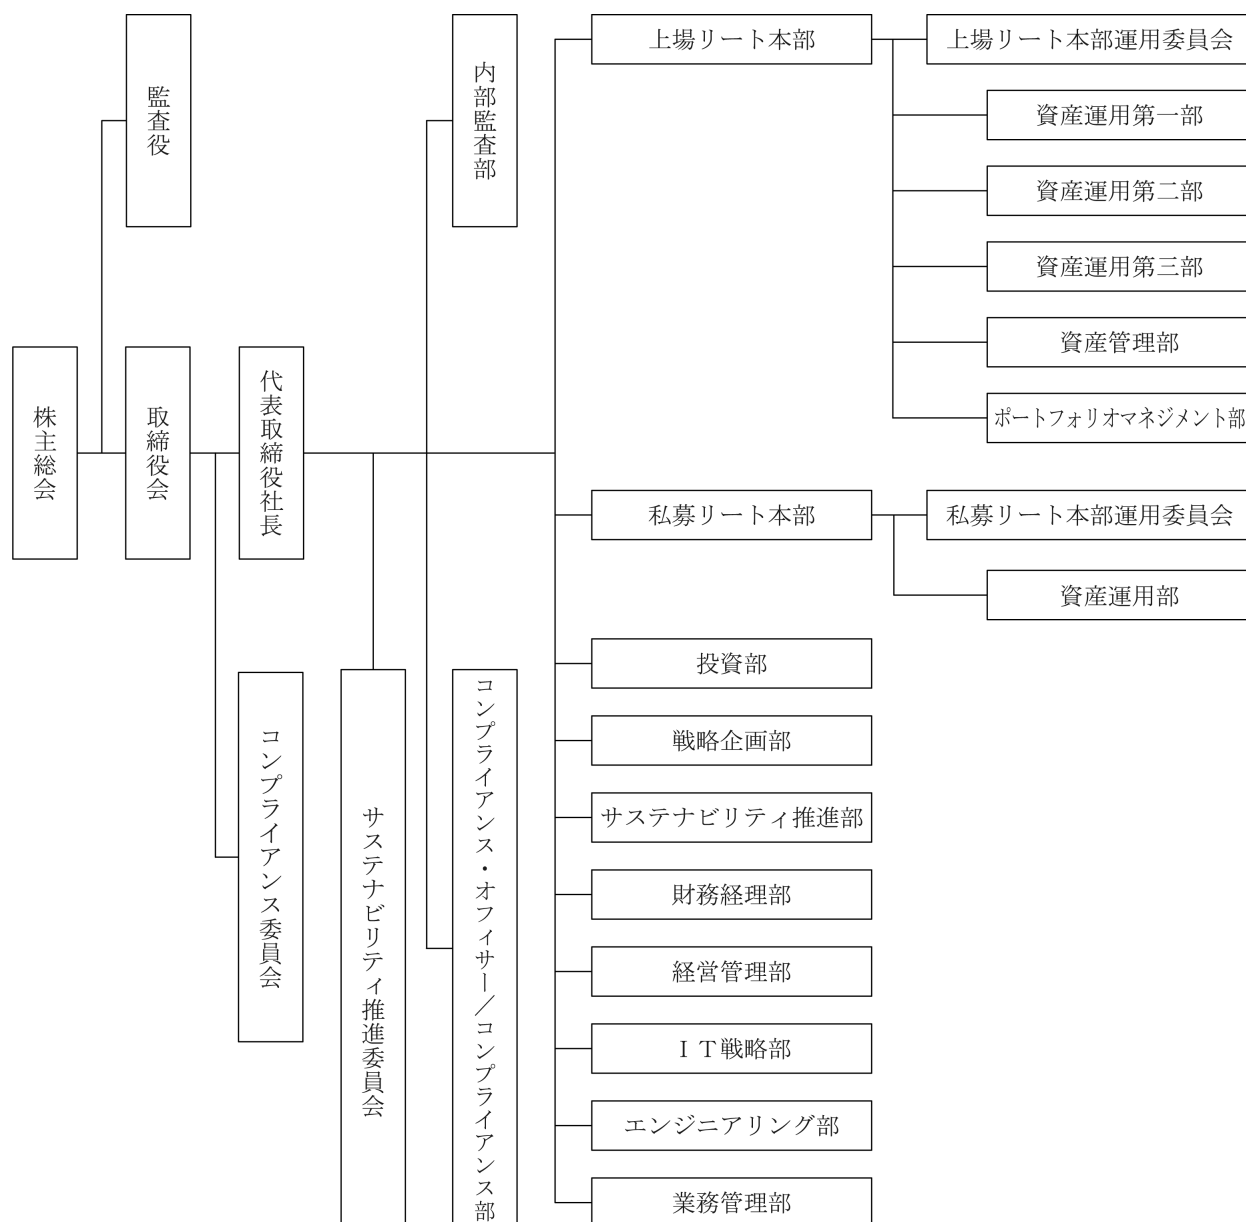 株主総会
監査役
取締役会
代表取締役社長
コンプライアンス委員会
サステナビリティ推進委員会
内部監査部
コンプライアンス・オフィサー／コンプライアンス部
上場リート本部
上場リート本部運用委員会
資産運用第一部
資産運用第二部
資産運用第三部
資産管理部
ポートフォリオマネジメント部
私募リート本部
私募リート本部運用委員会
資産運用部
投資部
戦略企画部
サステナビリティ推進部
財務経理部
経営管理部
ＩＴ戦略部
エンジニアリング部
業務管理部